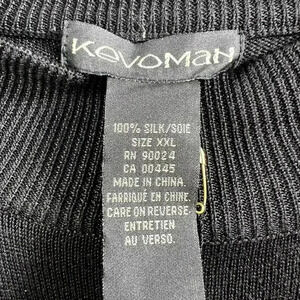 KevoMan
100% SILK/SOIE
SIZE XXL
RN 90024
CA 00445
MADE IN CHINA.
FABRIQUÉ EN CHINE.
CARE ON REVERSE.
ENTRETIEN
AU VERSO.